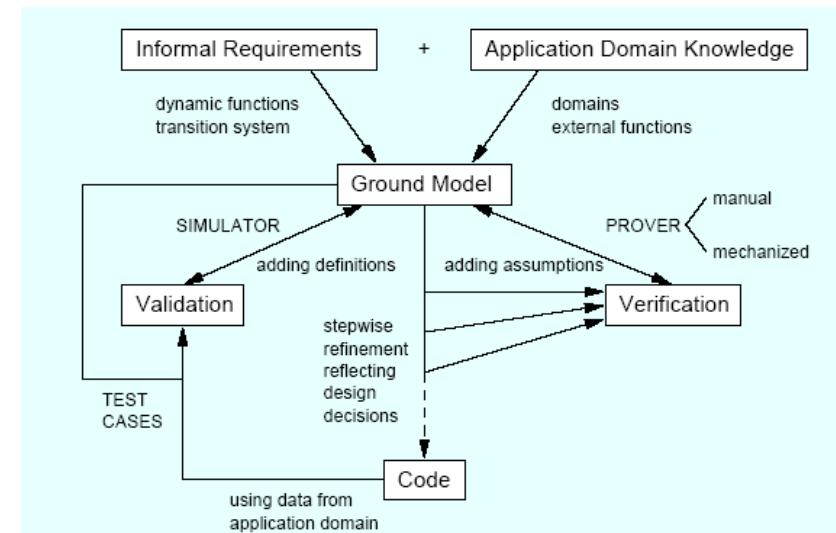 Informal Requirements + Application Domain Knowledge
dynamic functions
transition system
domains
external functions
Ground Model
manual
SIMULATOR
PROVER
mechanized
adding definitions
adding assumptions
Validation
Verification
stepwise
refinement
reflecting
design
decisions
TEST
CASES
Code
using data from
application domain